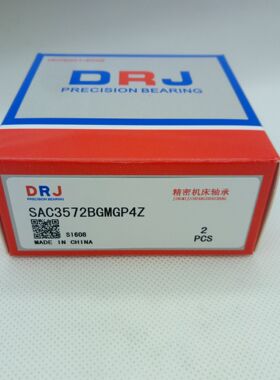 DRJ
PRECISION BEARING
DRJ
PRECISION BEARING
精密机床轴承
SAC3572BGMGP4Z
S1608
MADE IN CHINA
2
PCS